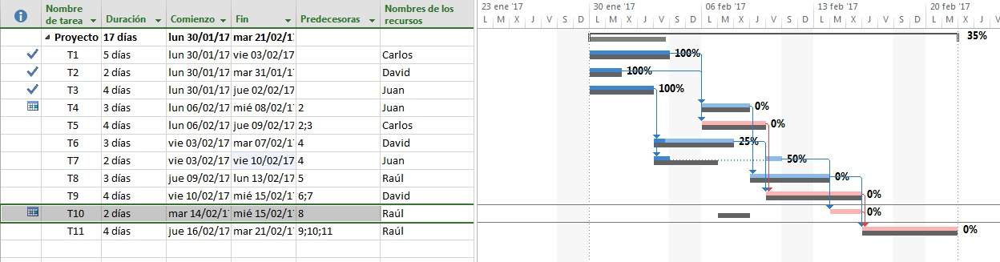 Nombre de tarea Duración Comienzo Fin Predecesoras Nombres de los recursos
23 ene '17 30 ene '17 06 feb '17 13 feb '17 20 feb '17
L M X J V S D L M X J V S D L M X J V S D L M X J V S D L M X J V
Proyecto 17 días lun 30/01/17 mar 21/02/1 35%
T1 5 días lun 30/01/17 vie 03/02/17 Carlos 100%
T2 2 días lun 30/01/17 mar 31/01/1 David 100%
T3 4 días lun 30/01/17 jue 02/02/17 Juan 100%
T4 3 días lun 06/02/17 mié 08/02/1 2 Juan 0%
T5 4 días lun 06/02/17 jue 09/02/17 2;3 Carlos 0%
T6 3 días vie 03/02/17 mar 07/02/1 4 David 25%
T7 2 días vie 03/02/17 vie 10/02/17 4 Juan 50%
T8 3 días jue 09/02/17 lun 13/02/17 5 Raúl 0%
T9 4 días vie 10/02/17 mié 15/02/1 6;7 David 0%
T10 2 días mar 14/02/1 mié 15/02/1 8 Raúl 0%
T11 4 días jue 16/02/17 mar 21/02/1 9;10;11 Raúl 0%